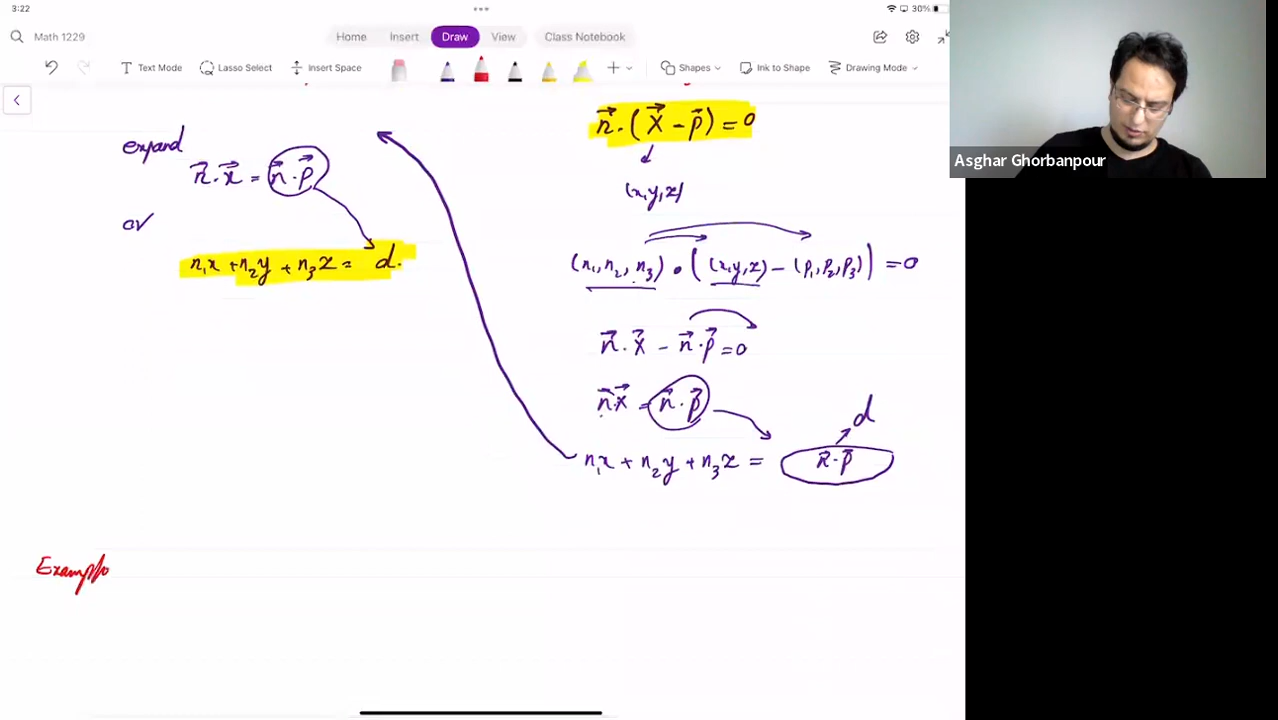 3:22
30%
Math 1229
Home Insert Draw View Class Notebook
Text Mode Lasso Select Insert Space Shapes Ink to Shape Drawing Mode
Asghar Ghorbanpour
expand
n⃗·x⃗ = n⃗·p⃗
or
n₁x + n₂y + n₃z = d.
n⃗·(X⃗ − p⃗) = 0
(x,y,z)
(n₁, n₂, n₃) • ((x,y,z) − (p₁, p₂, p₃)) = 0
n⃗·X⃗ − n⃗·p⃗ = 0
n⃗·X⃗ = n⃗·p⃗
d
n₁x + n₂y + n₃z = n⃗·p⃗
Example